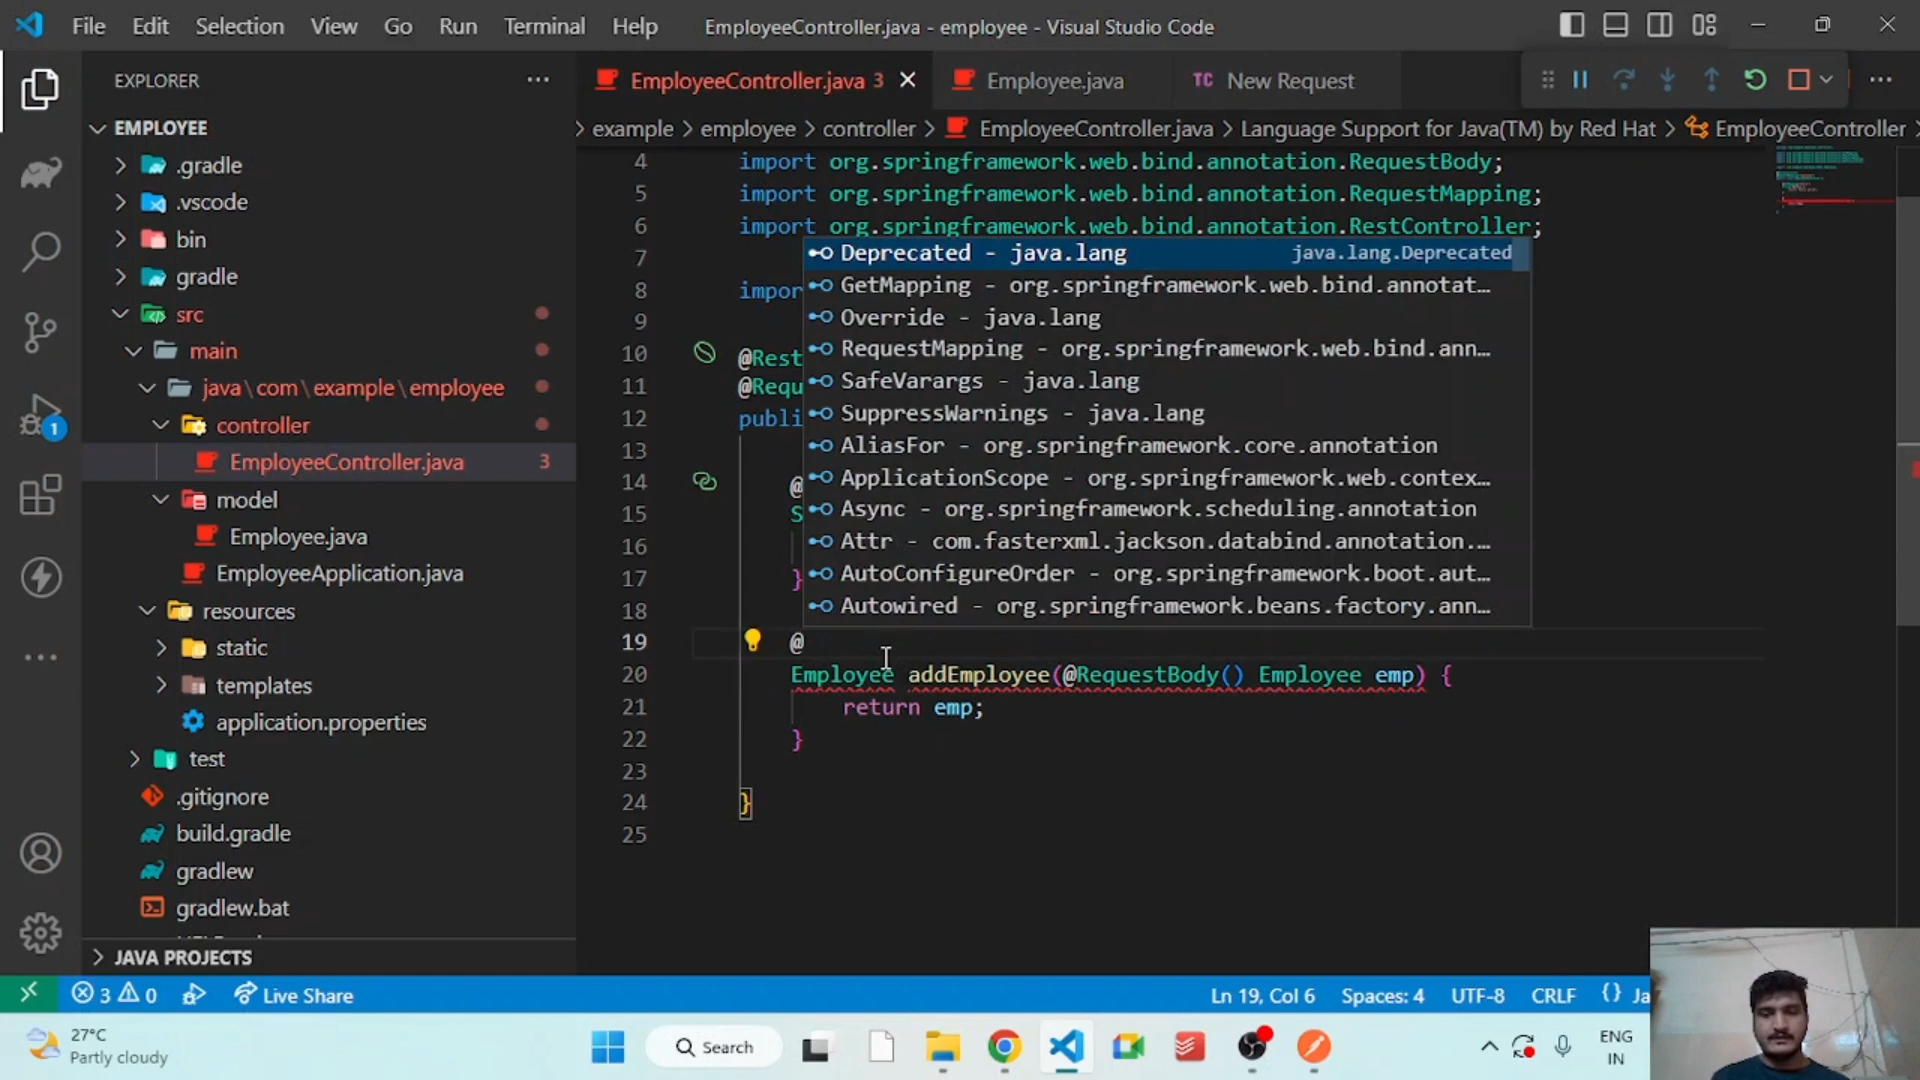 File Edit Selection View Go Run Terminal Help EmployeeController.java - employee - Visual Studio Code
EXPLORER
EmployeeController.java 3
Employee.java
TC New Request
example > employee > controller > EmployeeController.java > Language Support for Java(TM) by Red Hat > EmployeeController
EMPLOYEE
.gradle
.vscode
bin
gradle
src
main
java\com\example\employee
controller
EmployeeController.java 3
model
Employee.java
EmployeeApplication.java
resources
static
templates
application.properties
test
.gitignore
build.gradle
gradlew
gradlew.bat
JAVA PROJECTS
1
4 import org.springframework.web.bind.annotation.RequestBody;
5 import org.springframework.web.bind.annotation.RequestMapping;
6 import org.springframework.web.bind.annotation.RestController;
7
8 impor
9
10 @Rest
11 @Requ
12 publi
13
14 @
15 S
16
17 }
18
19 @
20 Employee addEmployee(@RequestBody() Employee emp) {
21 return emp;
22 }
23
24 }
25
Deprecated - java.lang java.lang.Deprecated
GetMapping - org.springframework.web.bind.annotat...
Override - java.lang
RequestMapping - org.springframework.web.bind.ann...
SafeVarargs - java.lang
SuppressWarnings - java.lang
AliasFor - org.springframework.core.annotation
ApplicationScope - org.springframework.web.contex...
Async - org.springframework.scheduling.annotation
Attr - com.fasterxml.jackson.databind.annotation....
AutoConfigureOrder - org.springframework.boot.aut...
Autowired - org.springframework.beans.factory.ann...
3 0 Live Share Ln 19, Col 6 Spaces: 4 UTF-8 CRLF {} Ja
27°C
Partly cloudy
Search
ENG
IN